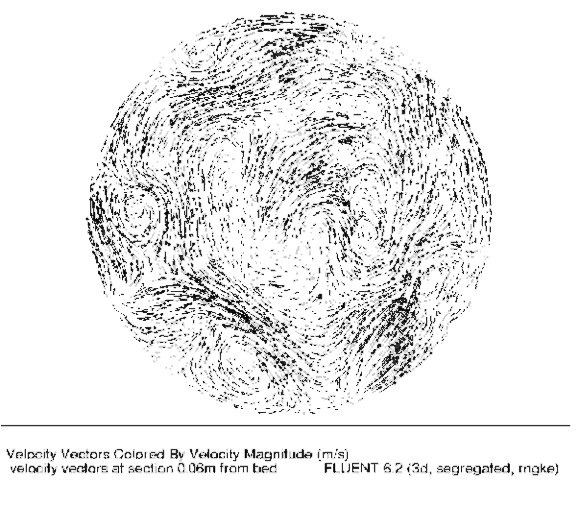 Velocity Vectors Colored By Velocity Magnitude (m/s)
velocity vectors at section 0.06m from bed FLUENT 6.2 (3d, segregated, rngke)